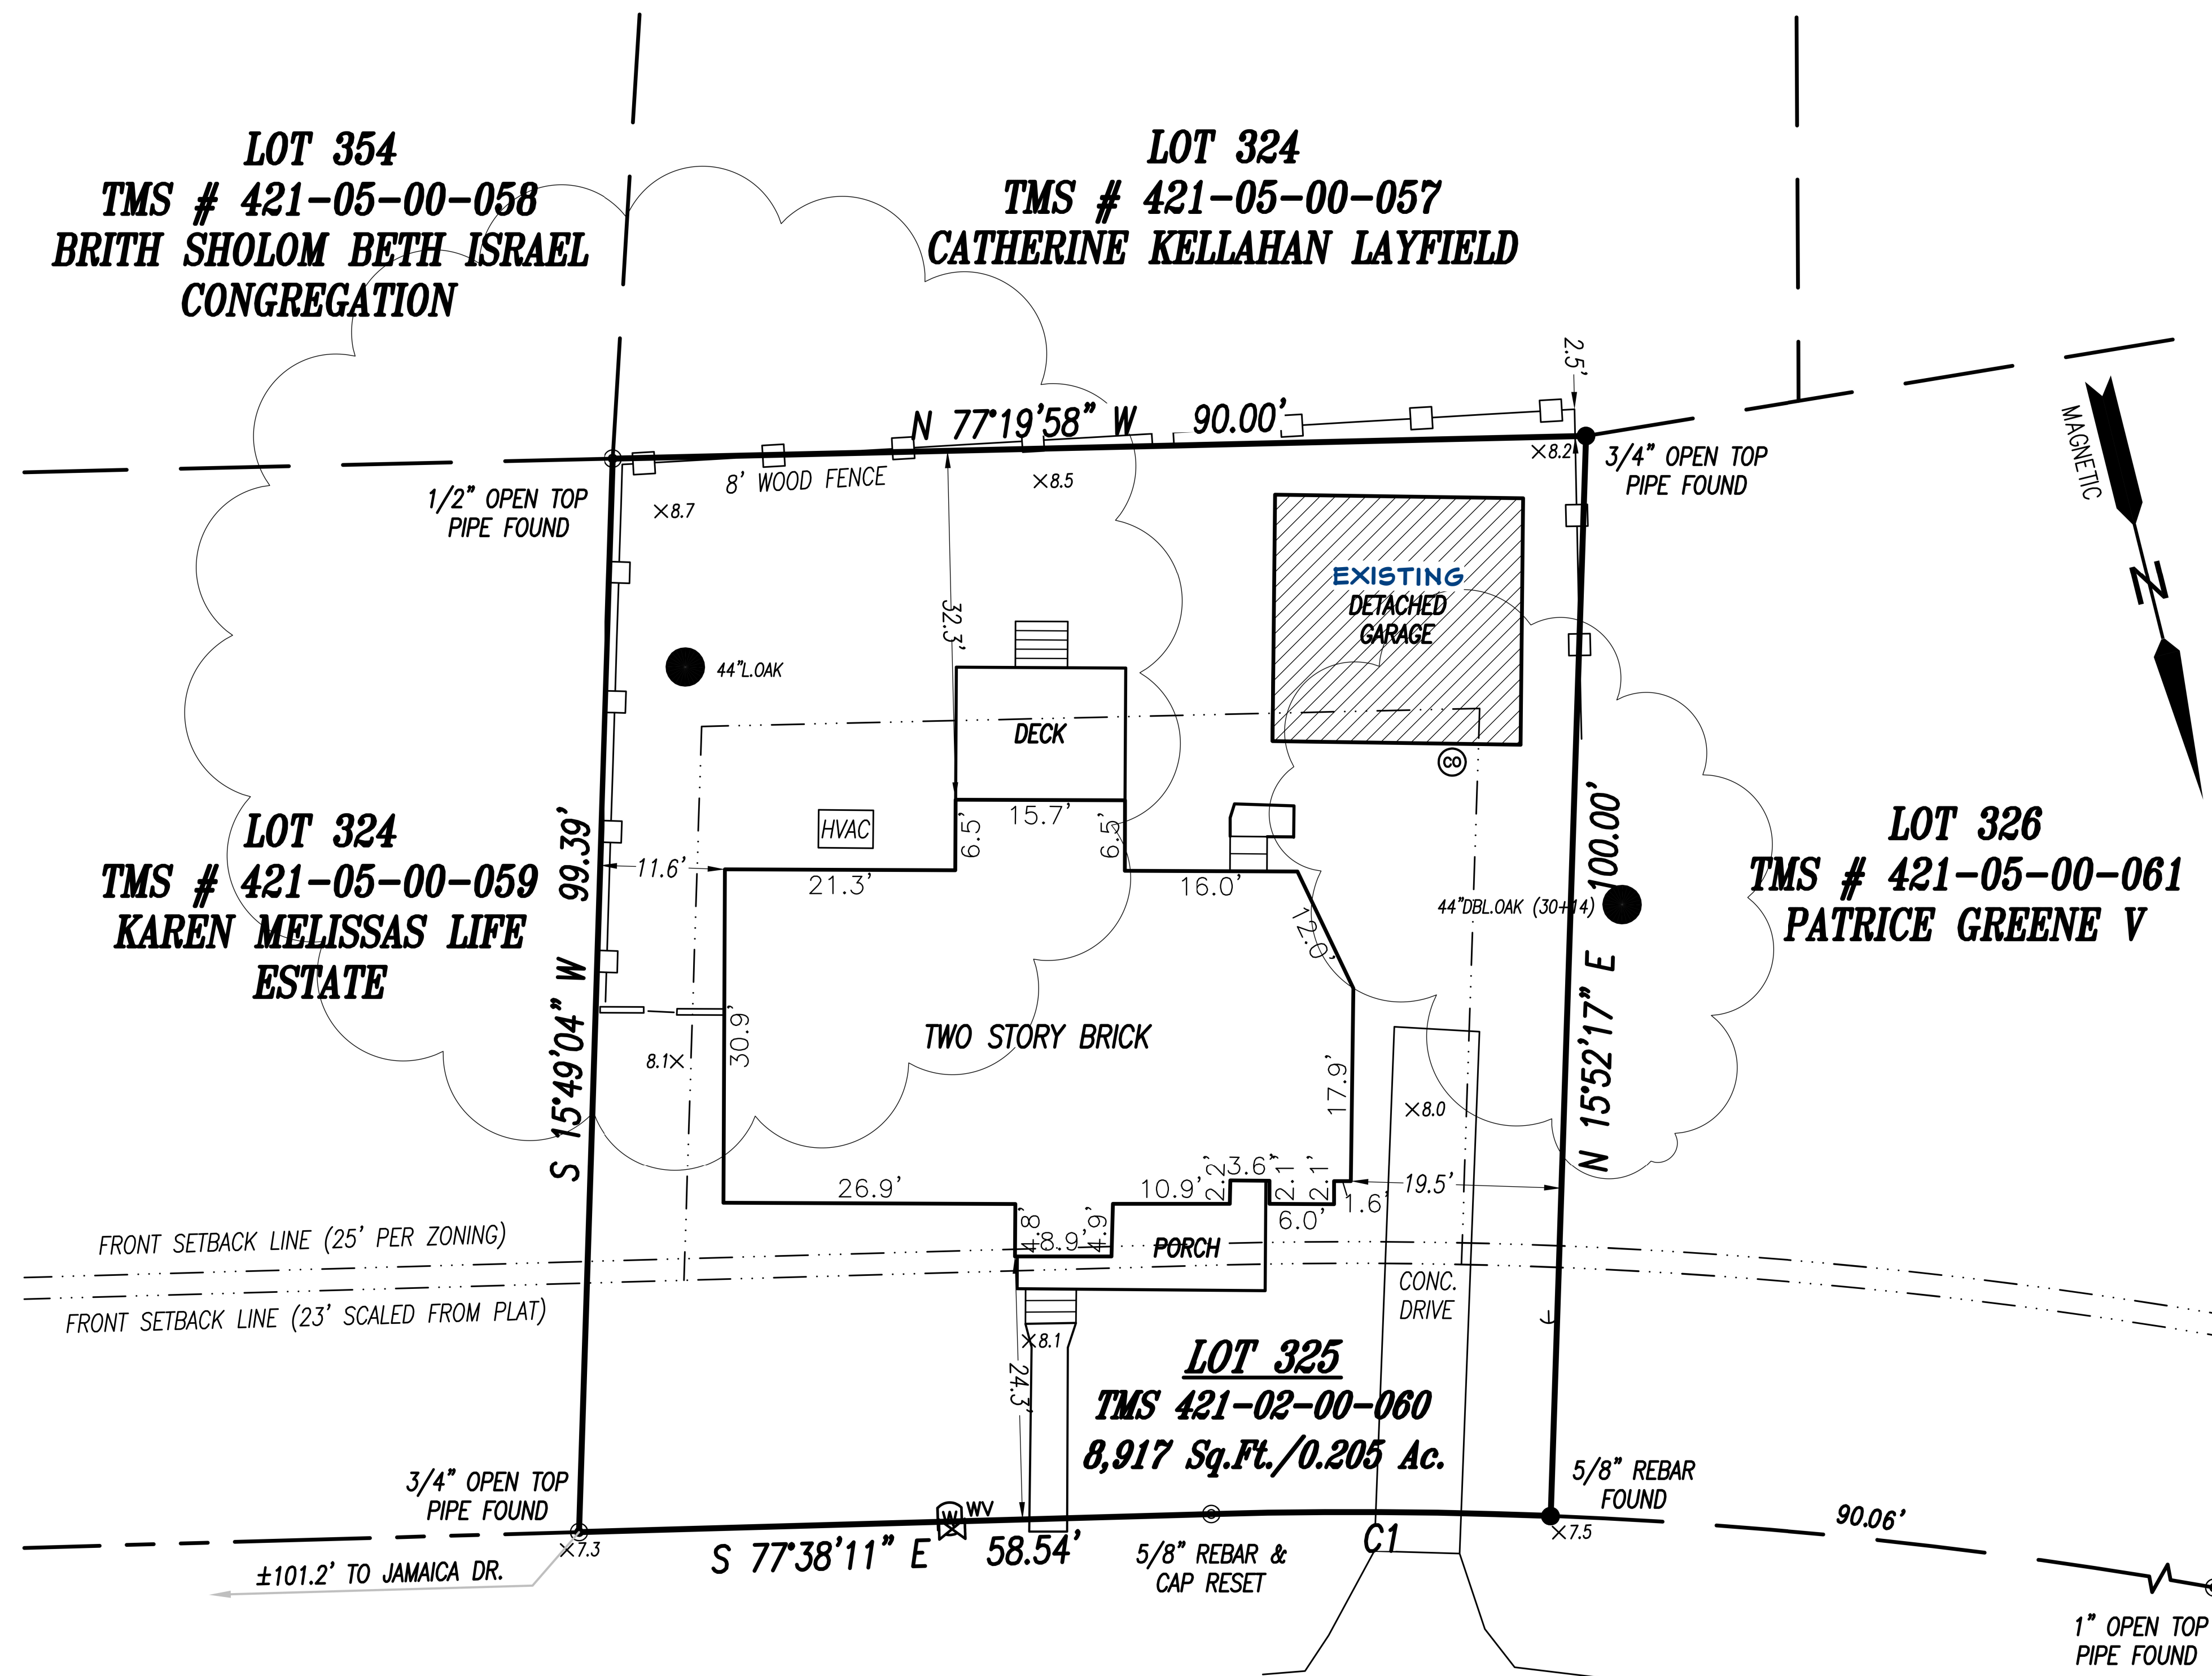 LOT 354
TMS # 421-05-00-058
BRITH SHOLOM BETH ISRAEL
CONGREGATION
LOT 324
TMS # 421-05-00-057
CATHERINE KELLAHAN LAYFIELD
2.5'
MAGNETIC
N
N 77°19'58" W 90.00'
8' WOOD FENCE
1/2" OPEN TOP
PIPE FOUND
×8.7
×8.5
×8.2
3/4" OPEN TOP
PIPE FOUND
32.3'
EXISTING
DETACHED
GARAGE
44"L.OAK
DECK
CO
HVAC
15.7'
6.5'
6.5'
11.6'
21.3'
16.0'
12.0'
44"DBL.OAK (30+14)
LOT 324
TMS # 421-05-00-059
KAREN MELISSAS LIFE
ESTATE
S 15°49'04" W 99.39'
N 15°52'17" E 100.00'
LOT 326
TMS # 421-05-00-061
PATRICE GREENE V
TWO STORY BRICK
30.9'
8.1×
17.9'
×8.0
26.9'
10.9'
2.2'
3.6'
2.1'
2.1'
6.0'
1.6'
19.5'
4.8'
8.9'
4.9'
PORCH
FRONT SETBACK LINE (25' PER ZONING)
FRONT SETBACK LINE (23' SCALED FROM PLAT)
CONC.
DRIVE
×8.1
24.3'
LOT 325
TMS 421-02-00-060
8,917 Sq.Ft./0.205 Ac.
3/4" OPEN TOP
PIPE FOUND
5/8" REBAR
FOUND
W
WV
×7.3
×7.5
S 77°38'11" E 58.54'
C1
5/8" REBAR &
CAP RESET
±101.2' TO JAMAICA DR.
90.06'
1" OPEN TOP
PIPE FOUND